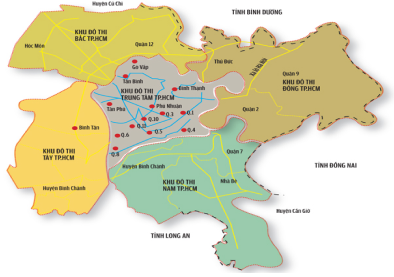 Huyện Củ Chi
TỈNH BÌNH DƯƠNG
KHU ĐÔ THỊ
BẮC TP.HCM
Hóc Môn
Quận 12
Gò Vấp
Thủ Đức
Tân Bình
Quận 9
KHU ĐÔ THỊ
ĐÔNG TP.HCM
Bình Thạnh
KHU ĐÔ THỊ
TRUNG TÂM TP.HCM
Tân Phú
Phú Nhuận
Q.3
Q.1
Quận 2
Q.10
Q.11
Bình Tân
Q.6
Q.5
Q.4
Q.8
KHU ĐÔ THỊ
TÂY TP.HCM
Quận 7
Huyện Bình Chánh
TỈNH ĐỒNG NAI
KHU ĐÔ THỊ
NAM TP.HCM
Nhà Bè
Huyện Bình Chánh
Huyện Cần Giờ
TỈNH LONG AN